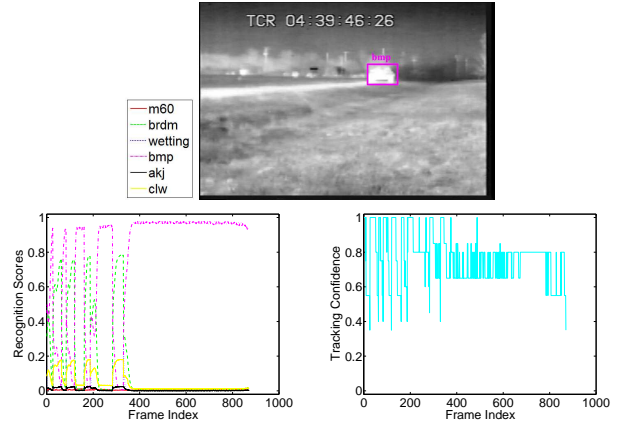 TCR 04:39:46:26
bmp
m60
brdm
wetting
bmp
akj
clw
1
0.8
0.6
0.4
0.2
0
0 200 400 600 800 1000
Recognition Scores
Frame Index
1
0.8
0.6
0.4
0.2
0
0 200 400 600 800 1000
Tracking Confidence
Frame Index